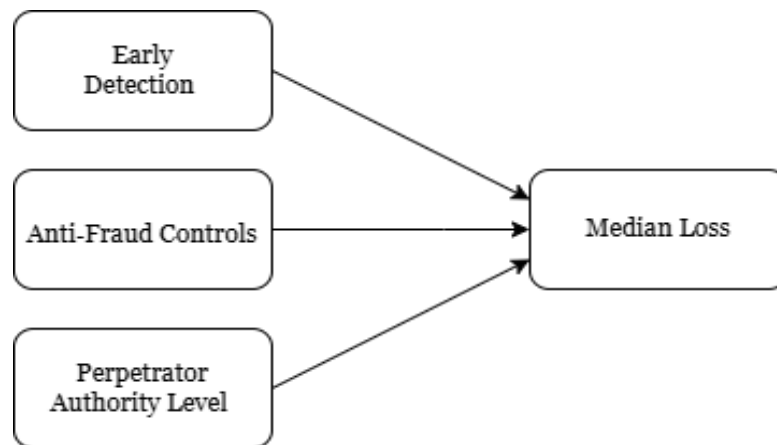 Early
Detection
Anti-Fraud Controls
Median Loss
Perpetrator
Authority Level